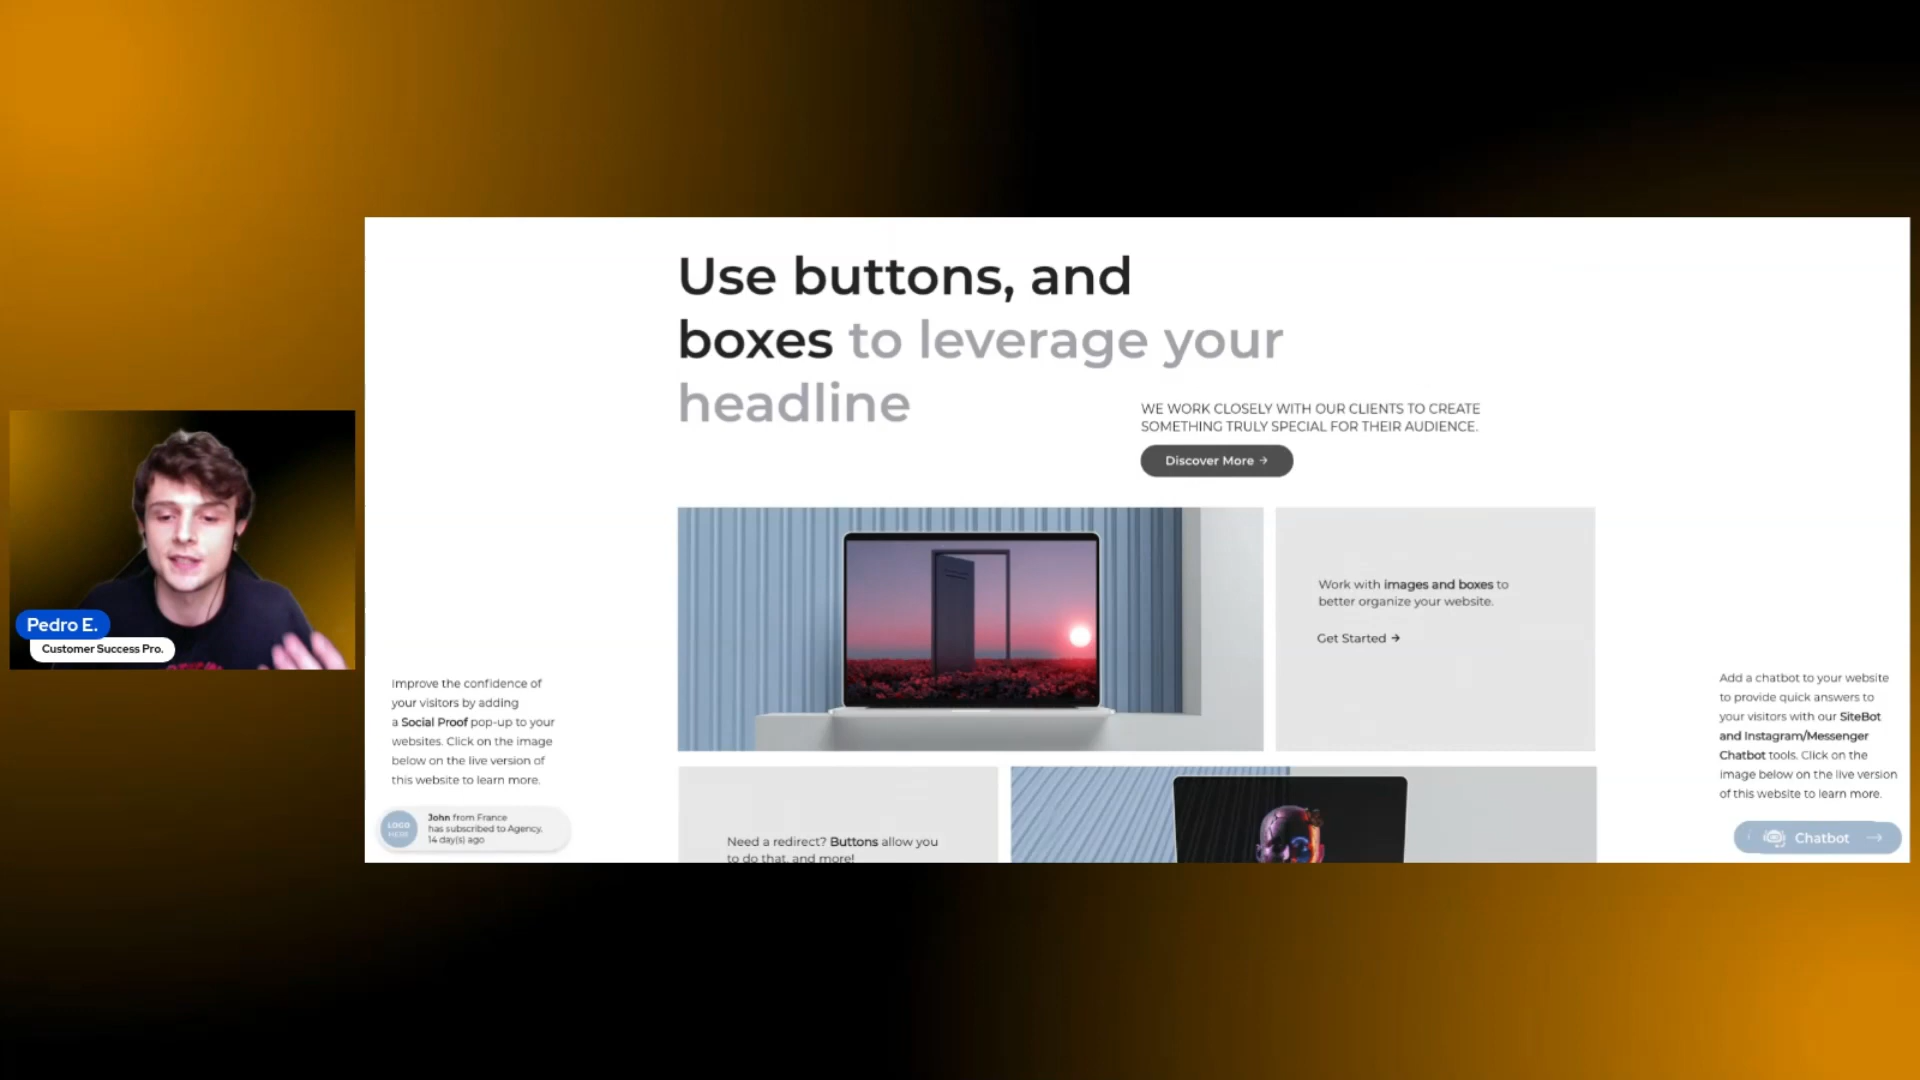 Use buttons, and
boxes to leverage your
headline
WE WORK CLOSELY WITH OUR CLIENTS TO CREATE
SOMETHING TRULY SPECIAL FOR THEIR AUDIENCE.
Discover More →
Work with images and boxes to
better organize your website.
Get Started →
Pedro E.
Customer Success Pro.
Improve the confidence of
your visitors by adding
a Social Proof pop-up to your
websites. Click on the image
below on the live version of
this website to learn more.
LOGO
HERE
John from France
has subscribed to Agency.
14 day(s) ago
Need a redirect? Buttons allow you
to do that, and more!
Add a chatbot to your website
to provide quick answers to
your visitors with our SiteBot
and Instagram/Messenger
Chatbot tools. Click on the
image below on the live version
of this website to learn more.
Chatbot →